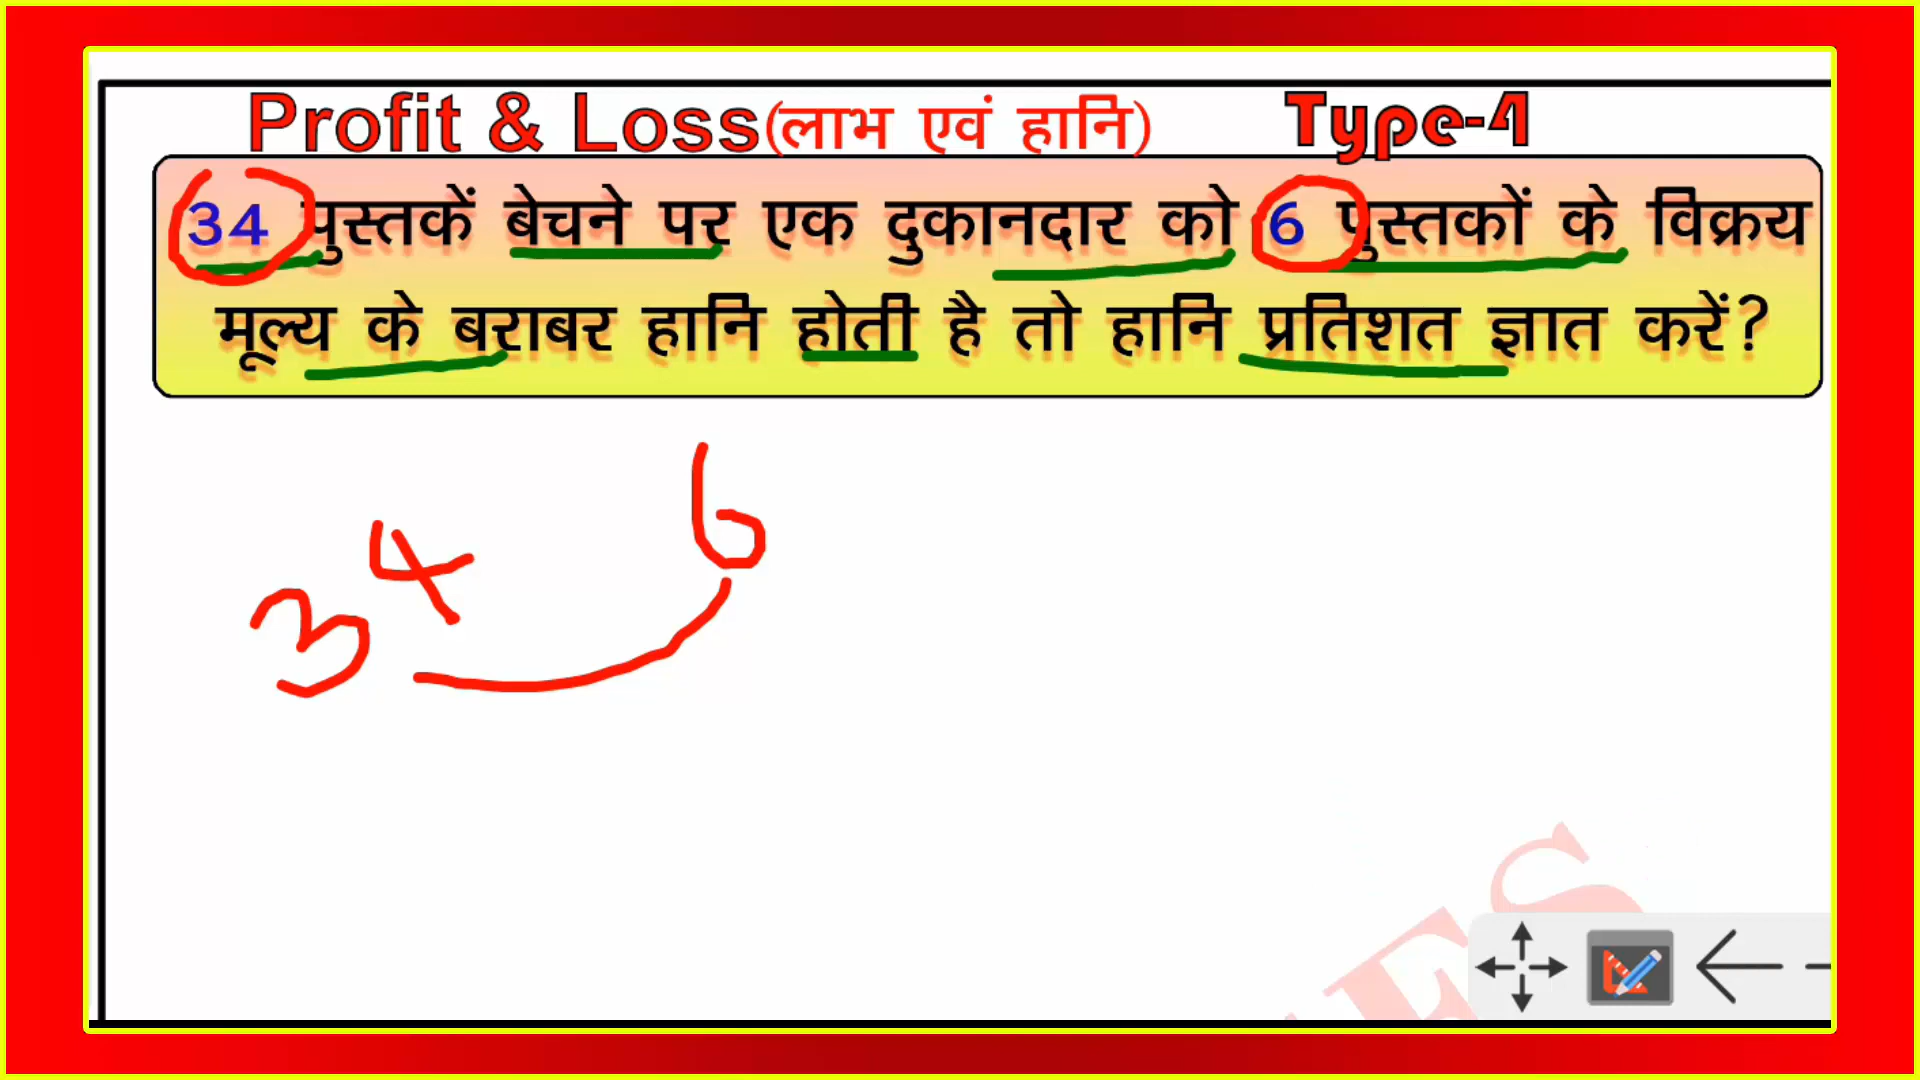 Profit & Loss(लाभ एवं हानि) Type-4
34 पुस्तकें बेचने पर एक दुकानदार को 6 पुस्तकों के विक्रय
मूल्य के बराबर हानि होती है तो हानि प्रतिशत ज्ञात करें?
6
34
ES